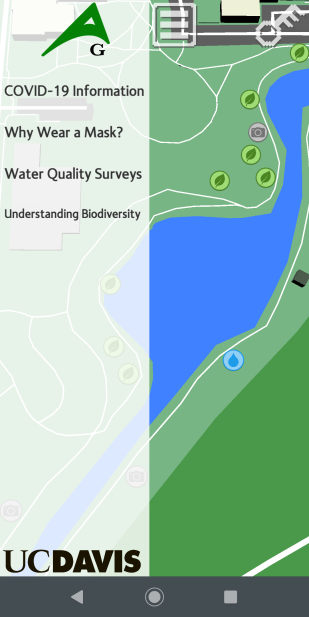 G
COVID-19 Information
Why Wear a Mask?
Water Quality Surveys
Understanding Biodiversity
UCDAVIS